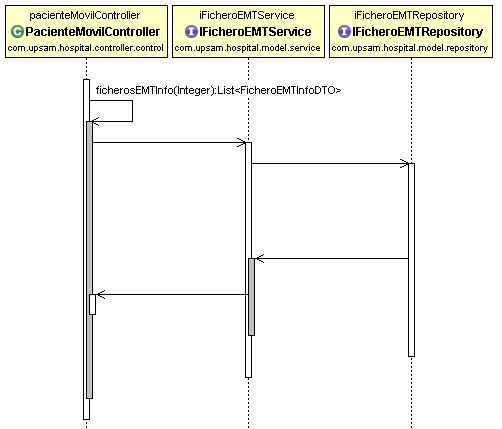 pacienteMovilController
C PacienteMovilController
com.upsam.hospital.controller.control
iFicheroEMTService
I IFicheroEMTService
com.upsam.hospital.model.service
iFicheroEMTRepository
I IFicheroEMTRepository
com.upsam.hospital.model.repository
ficherosEMTInfo(Integer):List<FicheroEMTInfoDTO>